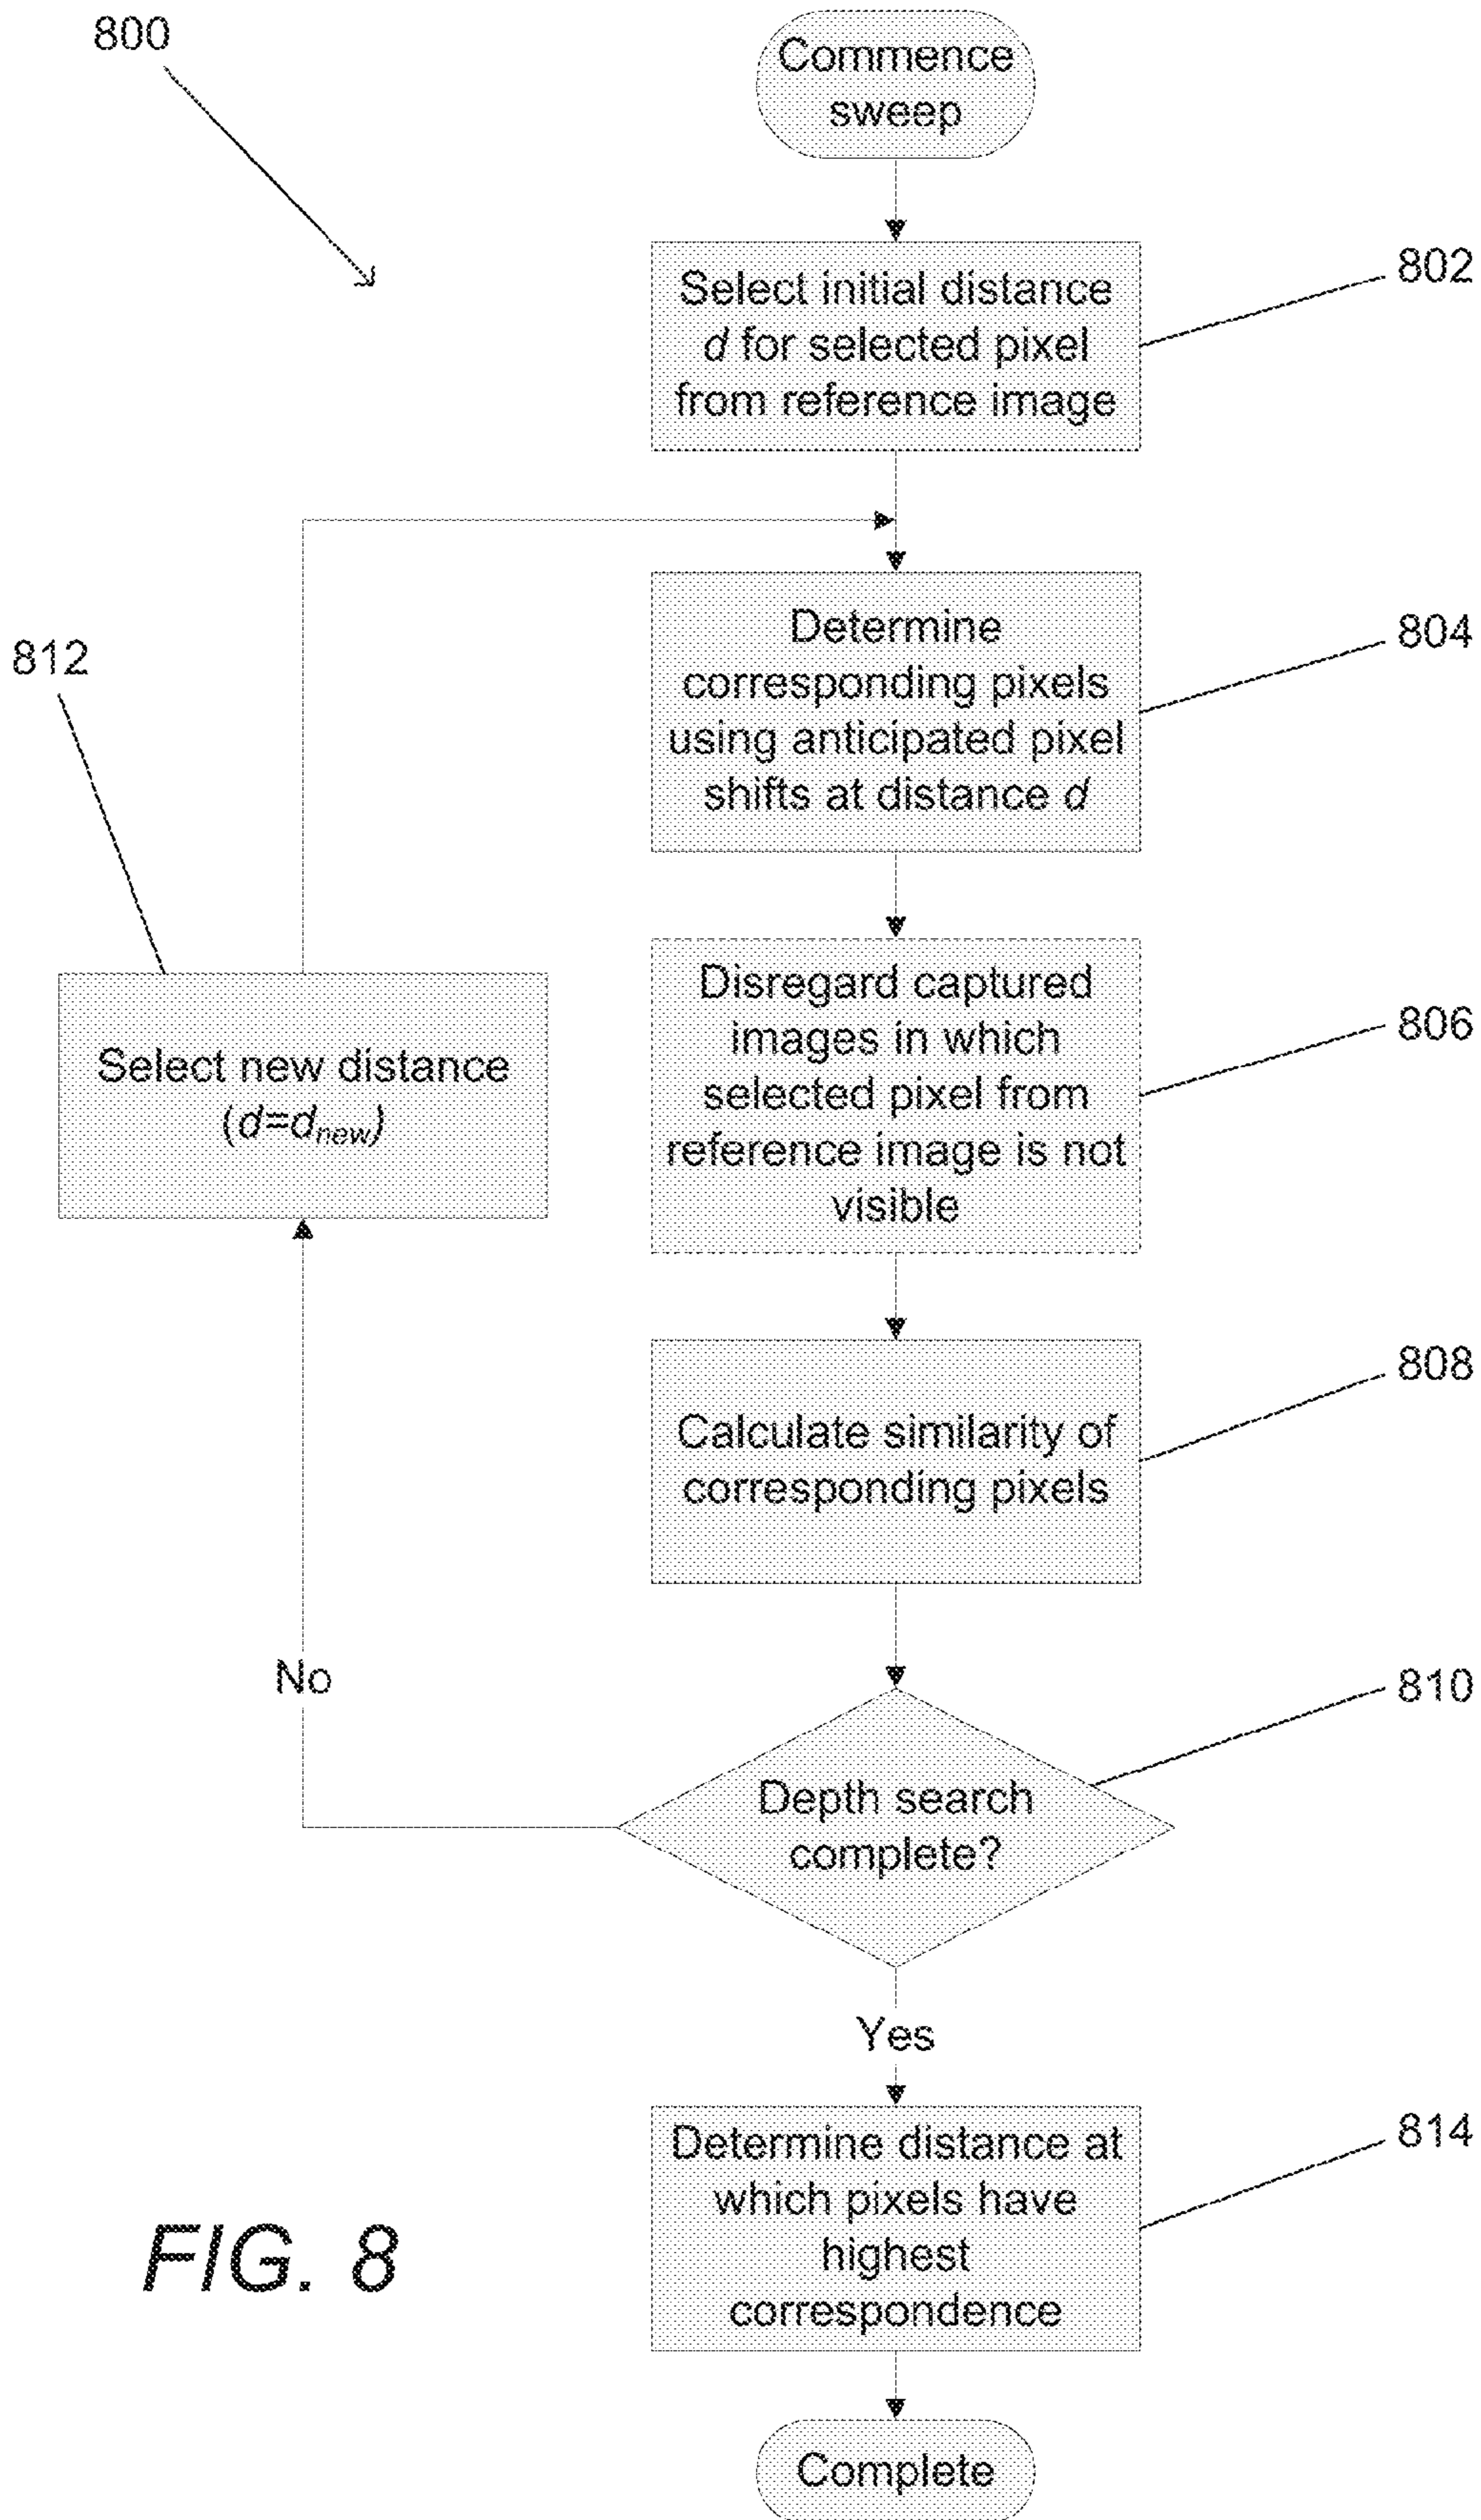 800
Commence
sweep
802
Select initial distance
d for selected pixel
from reference image
804
Determine
corresponding pixels
using anticipated pixel
shifts at distance d
812
Select new distance
(d=dnew)
806
Disregard captured
images in which
selected pixel from
reference image is not
visible
808
Calculate similarity of
corresponding pixels
810
Depth search
complete?
No
Yes
814
Determine distance at
which pixels have
highest
correspondence
FIG. 8
Complete